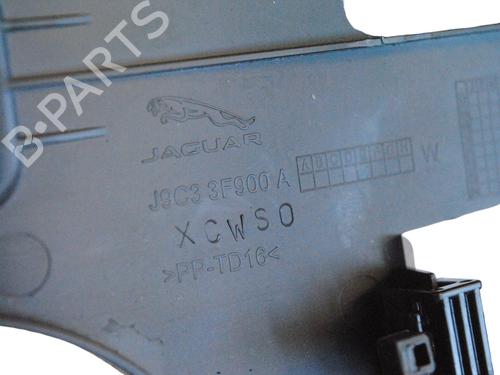 B-PARTS
JAGUAR
J9C3 3F900 A
A B C D E F G H
W
XCWSO
>PP-TD16<